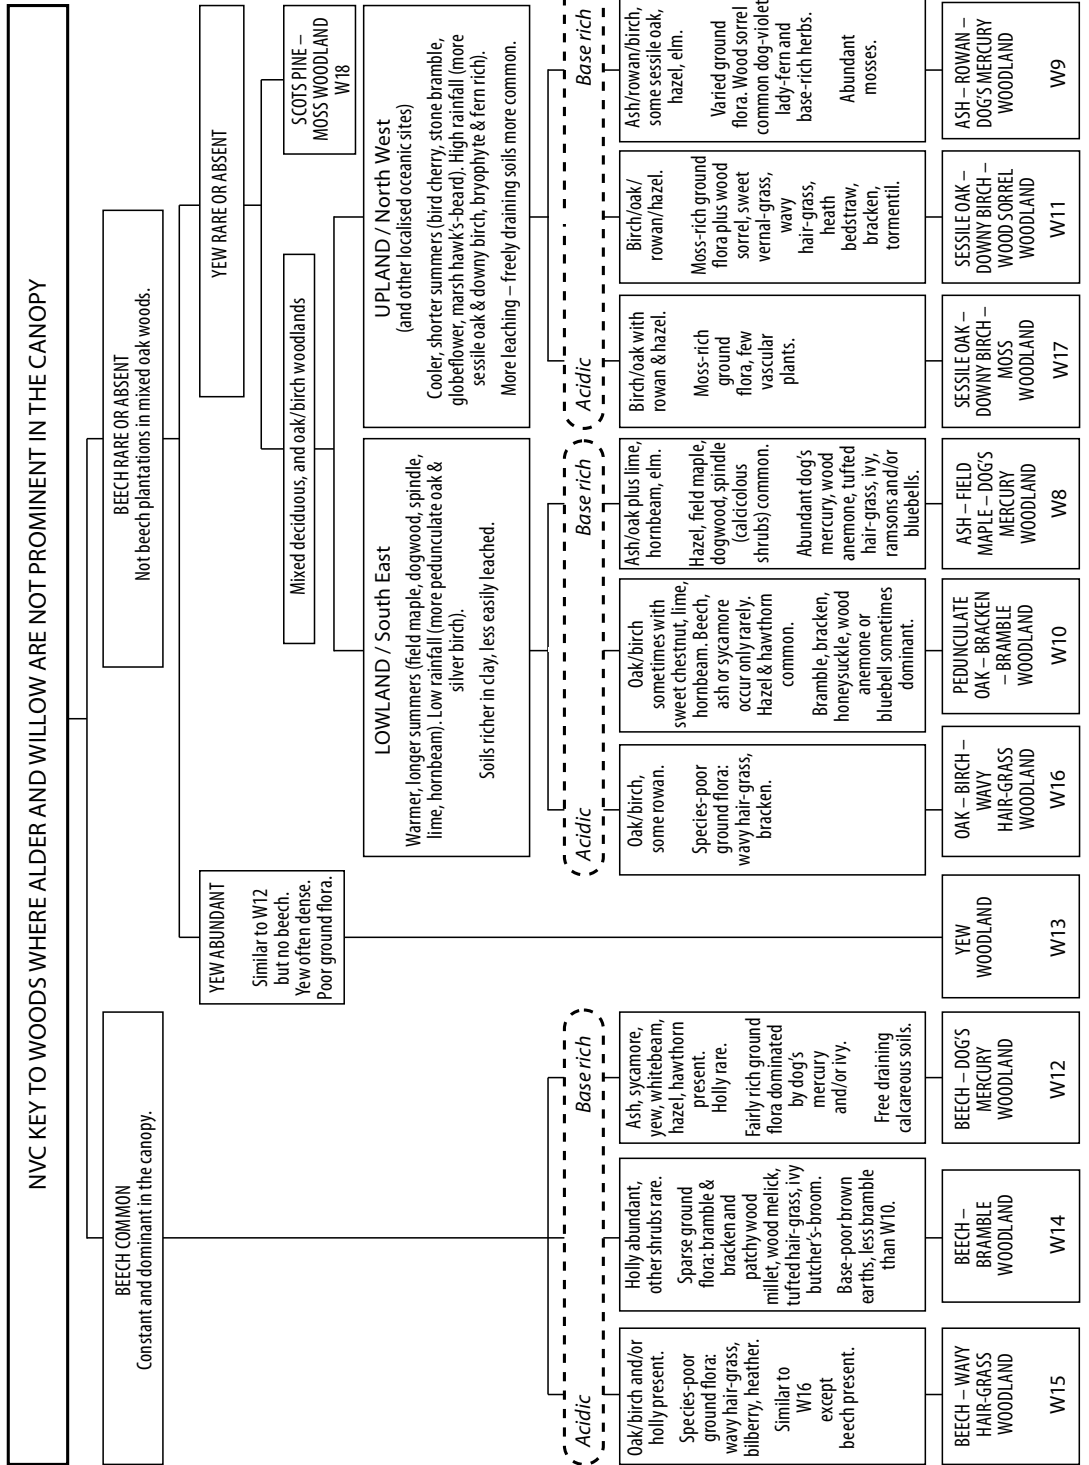 NVC KEY TO WOODS WHERE ALDER AND WILLOW ARE NOT PROMINENT IN THE CANOPY
BEECH COMMON
Constant and dominant in the canopy.
BEECH RARE OR ABSENT
Not beech plantations in mixed oak woods.
YEW ABUNDANT
Similar to W12
but no beech.
Yew often dense.
Poor ground flora.
YEW RARE OR ABSENT
Mixed deciduous, and oak/birch woodlands
SCOTS PINE –
MOSS WOODLAND
W18
LOWLAND / South East
Warmer, longer summers (field maple, dogwood, spindle,
lime, hornbeam). Low rainfall (more pedunculate oak &
silver birch).
Soils richer in clay, less easily leached.
UPLAND / North West
(and other localised oceanic sites)
Cooler, shorter summers (bird cherry, stone bramble,
globeflower, marsh hawk's-beard). High rainfall (more
sessile oak & downy birch, bryophyte & fern rich).
More leaching – freely draining soils more common.
Acidic
Base rich
Acidic
Base rich
Acidic
Base rich
Oak/birch and/or
holly present.
Species-poor
ground flora:
wavy hair-grass,
bilberry, heather.
Similar to
W16
except
beech present.
Holly abundant,
other shrubs rare.
Sparse ground
flora: bramble &
bracken and
patchy wood
millet, wood melick,
tufted hair-grass, ivy
butcher's-broom.
Base-poor brown
earths, less bramble
than W10.
Ash, sycamore,
yew, whitebeam,
hazel, hawthorn
present.
Holly rare.
Fairly rich ground
flora dominated
by dog's
mercury
and/or ivy.
Free draining
calcareous soils.
Oak/birch,
some rowan.
Species-poor
ground flora:
wavy hair-grass,
bracken.
Oak/birch
sometimes with
sweet chestnut, lime,
hornbeam. Beech,
ash or sycamore
occur only rarely.
Hazel & hawthorn
common.
Bramble, bracken,
honeysuckle, wood
anemone or
bluebell sometimes
dominant.
Ash/oak plus lime,
hornbeam, elm.
Hazel, field maple,
dogwood, spindle
(calcicolous
shrubs) common.
Abundant dog's
mercury, wood
anemone, tufted
hair-grass, ivy,
ramsons and/or
bluebells.
Birch/oak with
rowan & hazel.
Moss-rich
ground
flora, few
vascular
plants.
Birch/oak/
rowan/hazel.
Moss-rich ground
flora plus wood
sorrel, sweet
vernal-grass,
wavy
hair-grass,
heath
bedstraw,
bracken,
tormentil.
Ash/rowan/birch,
some sessile oak,
hazel, elm.
Varied ground
flora. Wood sorrel
common dog-violet
lady-fern and
base-rich herbs.
Abundant
mosses.
BEECH – WAVY
HAIR-GRASS
WOODLAND
W15
BEECH –
BRAMBLE
WOODLAND
W14
BEECH – DOG'S
MERCURY
WOODLAND
W12
YEW
WOODLAND
W13
OAK – BIRCH –
WAVY
HAIR-GRASS
WOODLAND
W16
PEDUNCULATE
OAK – BRACKEN
– BRAMBLE
WOODLAND
W10
ASH – FIELD
MAPLE – DOG'S
MERCURY
WOODLAND
W8
SESSILE OAK –
DOWNY BIRCH –
MOSS
WOODLAND
W17
SESSILE OAK –
DOWNY BIRCH –
WOOD SORREL
WOODLAND
W11
ASH – ROWAN –
DOG'S MERCURY
WOODLAND
W9